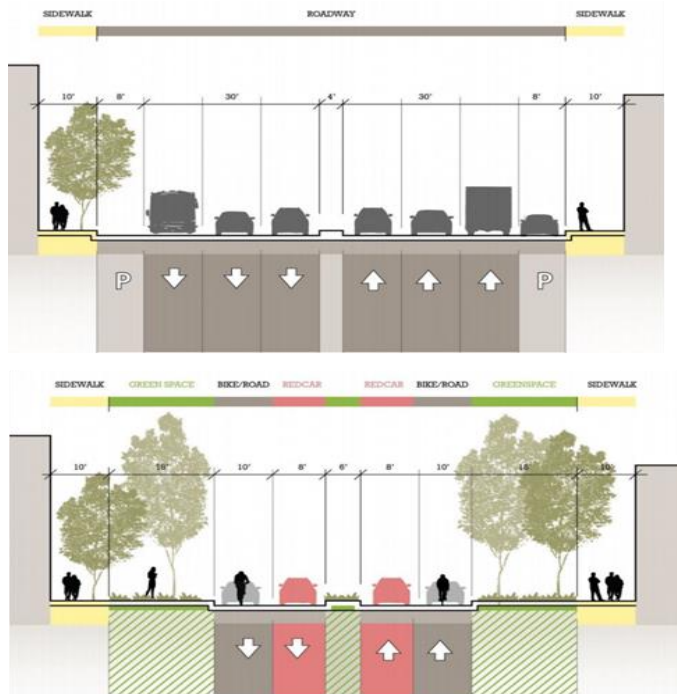 SIDEWALK ROADWAY SIDEWALK
10' 8' 30' 4' 30' 8' 10'
P P
SIDEWALK GREEN SPACE BIKE/ROAD REDCAR REDCAR BIKE/ROAD GREENSPACE SIDEWALK
10' 10' 8' 6' 8' 10' 10'